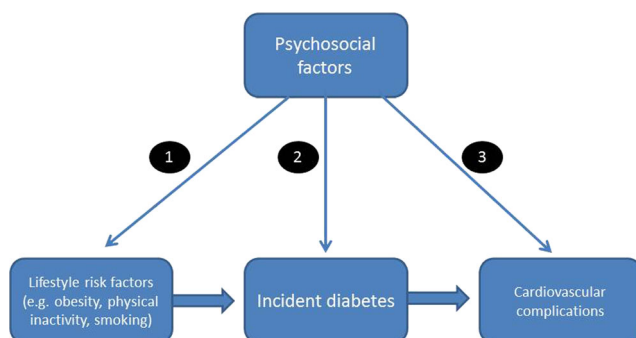 Psychosocial
factors
1
2
3
Lifestyle risk factors
(e.g. obesity, physical
inactivity, smoking)
Incident diabetes
Cardiovascular
complications